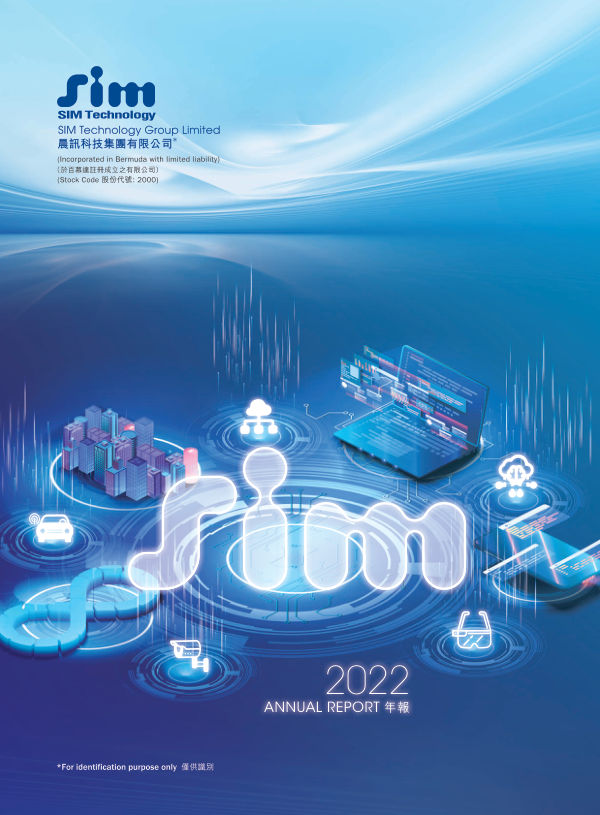 sim
SIM Technology
SIM Technology Group Limited
晨訊科技集團有限公司*
(Incorporated in Bermuda with limited liability)
(於百慕達註冊成立之有限公司)
(Stock Code 股份代號: 2000)
sim
2022
ANNUAL REPORT 年報
*For identification purpose only 僅供識別